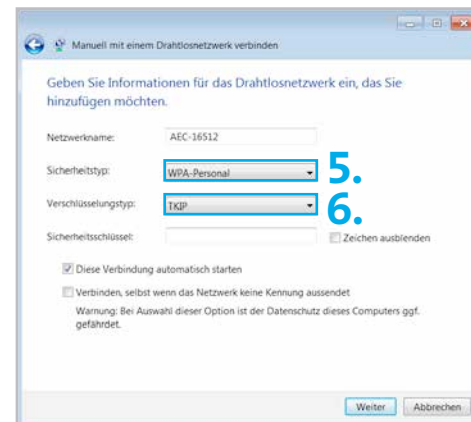 Manuell mit einem Drahtlosnetzwerk verbinden
Geben Sie Informationen für das Drahtlosnetzwerk ein, das Sie
hinzufügen möchten.
Netzwerkname: AEC-16512
Sicherheitstyp: WPA-Personal 5.
Verschlüsselungstyp: TKIP 6.
Sicherheitsschlüssel: Zeichen ausblenden
Diese Verbindung automatisch starten
Verbinden, selbst wenn das Netzwerk keine Kennung aussendet
Warnung: Bei Auswahl dieser Option ist der Datenschutz dieses Computers ggf.
gefährdet.
Weiter Abbrechen